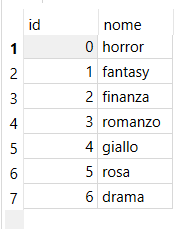 id nome
1 0 horror
2 1 fantasy
3 2 finanza
4 3 romanzo
5 4 giallo
6 5 rosa
7 6 drama